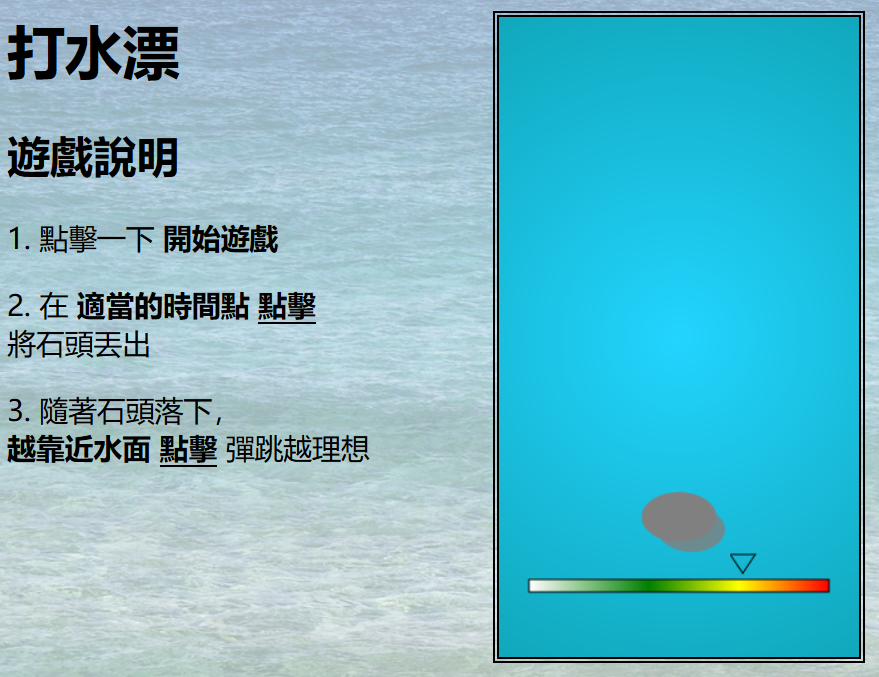 打水漂
遊戲說明
1. 點擊一下 開始遊戲
2. 在 適當的時間點 點擊
將石頭丟出
3. 隨著石頭落下,
越靠近水面 點擊 彈跳越理想